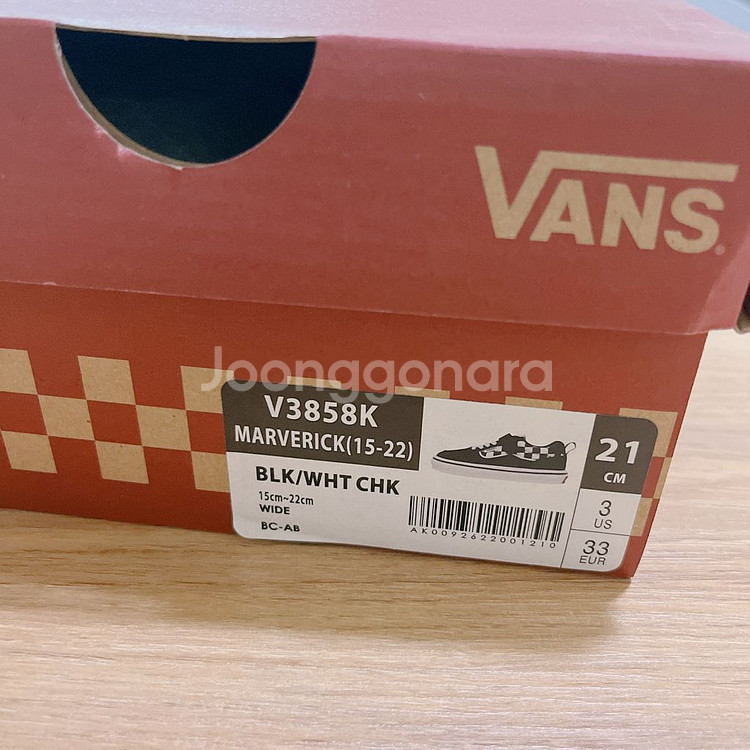 VANS
Joonggonara
V3858K
MARVERICK(15-22)
BLK/WHT CHK
15cm~22cm
WIDE
BC-AB
AK0092622001210
21
CM
3
US
33
EUR